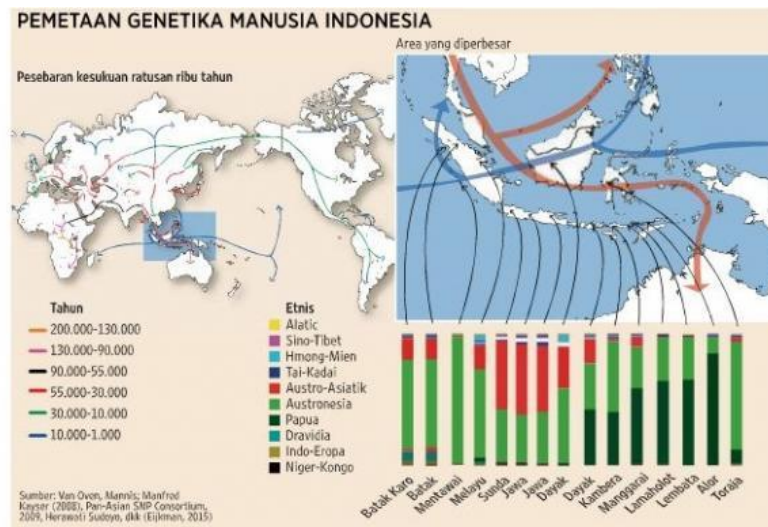 PEMETAAN GENETIKA MANUSIA INDONESIA
Pesebaran kesukuan ratusan ribu tahun
Area yang diperbesar
Tahun
200.000-130.000
130.000-90.000
90.000-55.000
55.000-30.000
30.000-10.000
10.000-1.000
Etnis
Alatic
Sino-Tibet
Hmong-Mien
Tai-Kadai
Austro-Asiatik
Austronesia
Papua
Dravidia
Indo-Eropa
Niger-Kongo
Batak Karo
Batak
Mentawai
Melayu
Sunda
Jawa
Jawa
Dayak
Dayak
Kambera
Manggarai
Lamaholot
Lembata
Alor
Toraja
Sumber: Van Oven, Mannis; Manfred
Kayser (2008), Pan-Asian SNP Consortium,
2009, Herawati Sudoyo, dkk (Eijkman, 2015)